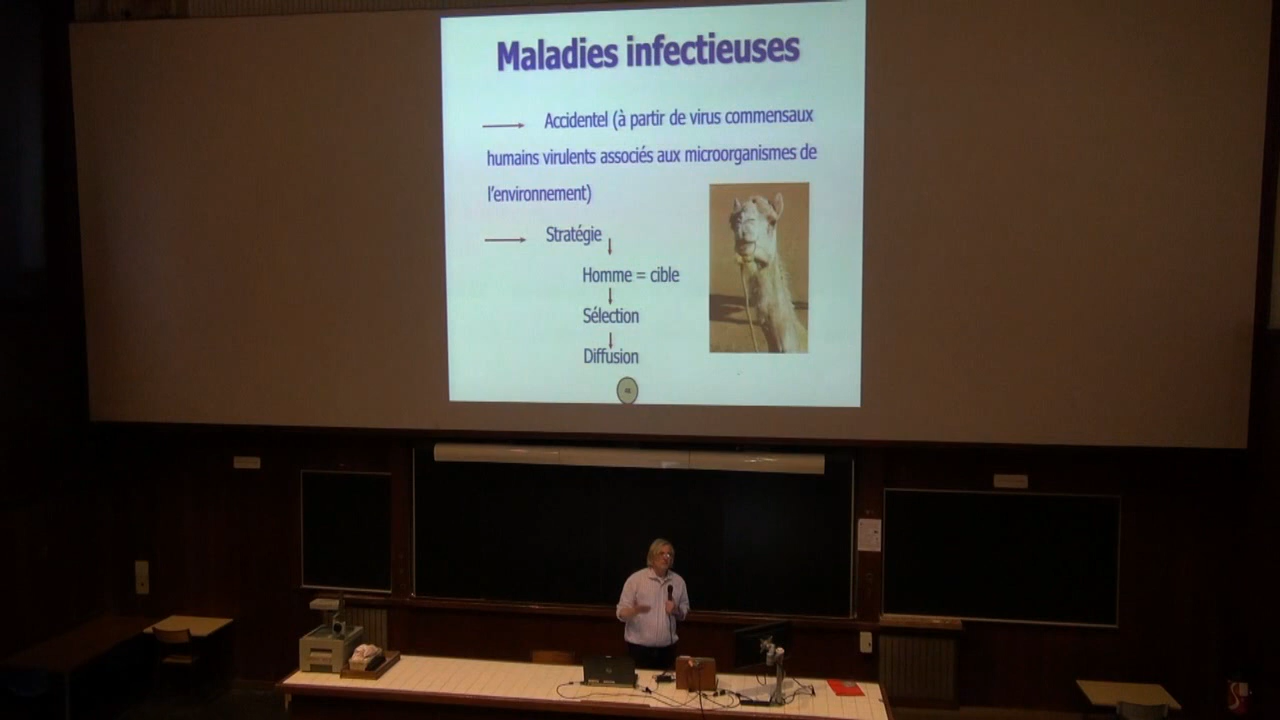 Maladies infectieuses
Accidentel (à partir de virus commensaux
humains virulents associés aux microorganismes de
l'environnement)
Stratégie
Homme = cible
Sélection
Diffusion